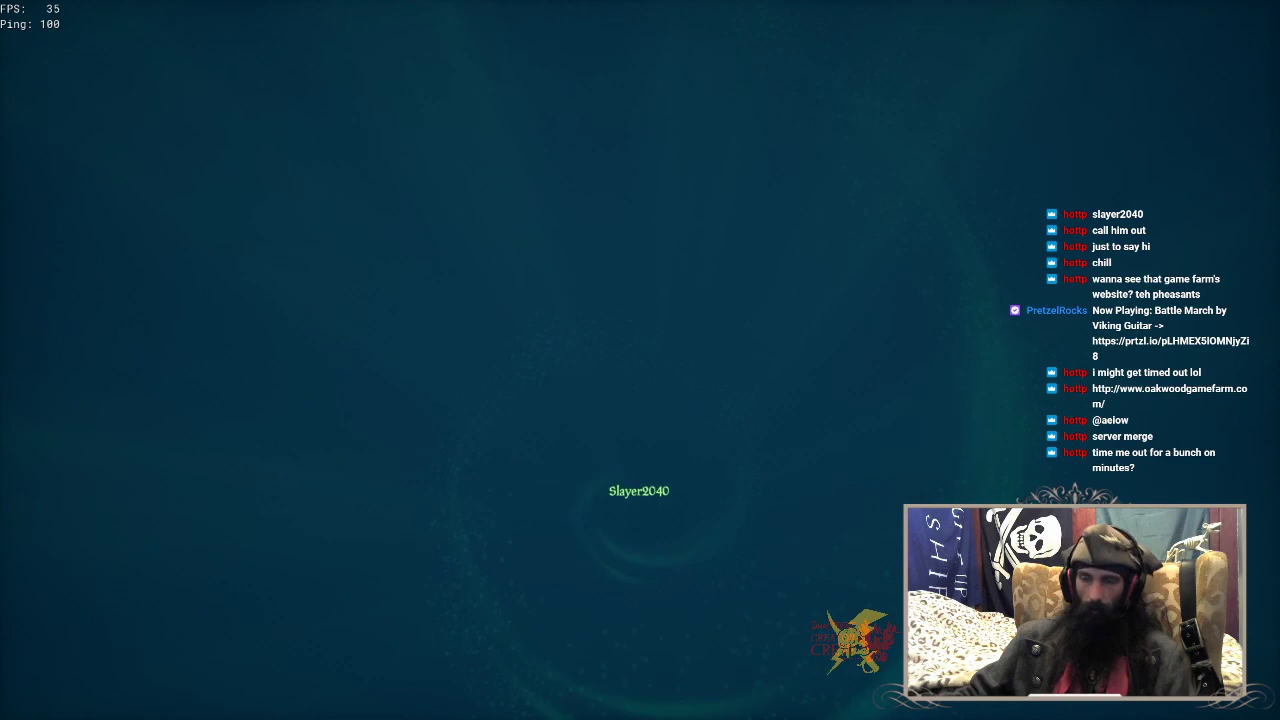 FPS: 35
Ping: 100
hottp slayer2040
hottp call him out
hottp just to say hi
hottp chill
hottp wanna see that game farm's
website? teh pheasants
PretzelRocks Now Playing: Battle March by
Viking Guitar ->
https://prtzl.io/pLHMEX5lOMNjyZi
8
hottp i might get timed out lol
hottp http://www.oakwoodgamefarm.co
m/
hottp @aeiow
hottp server merge
hottp time me out for a bunch on
minutes?
Slayer2040